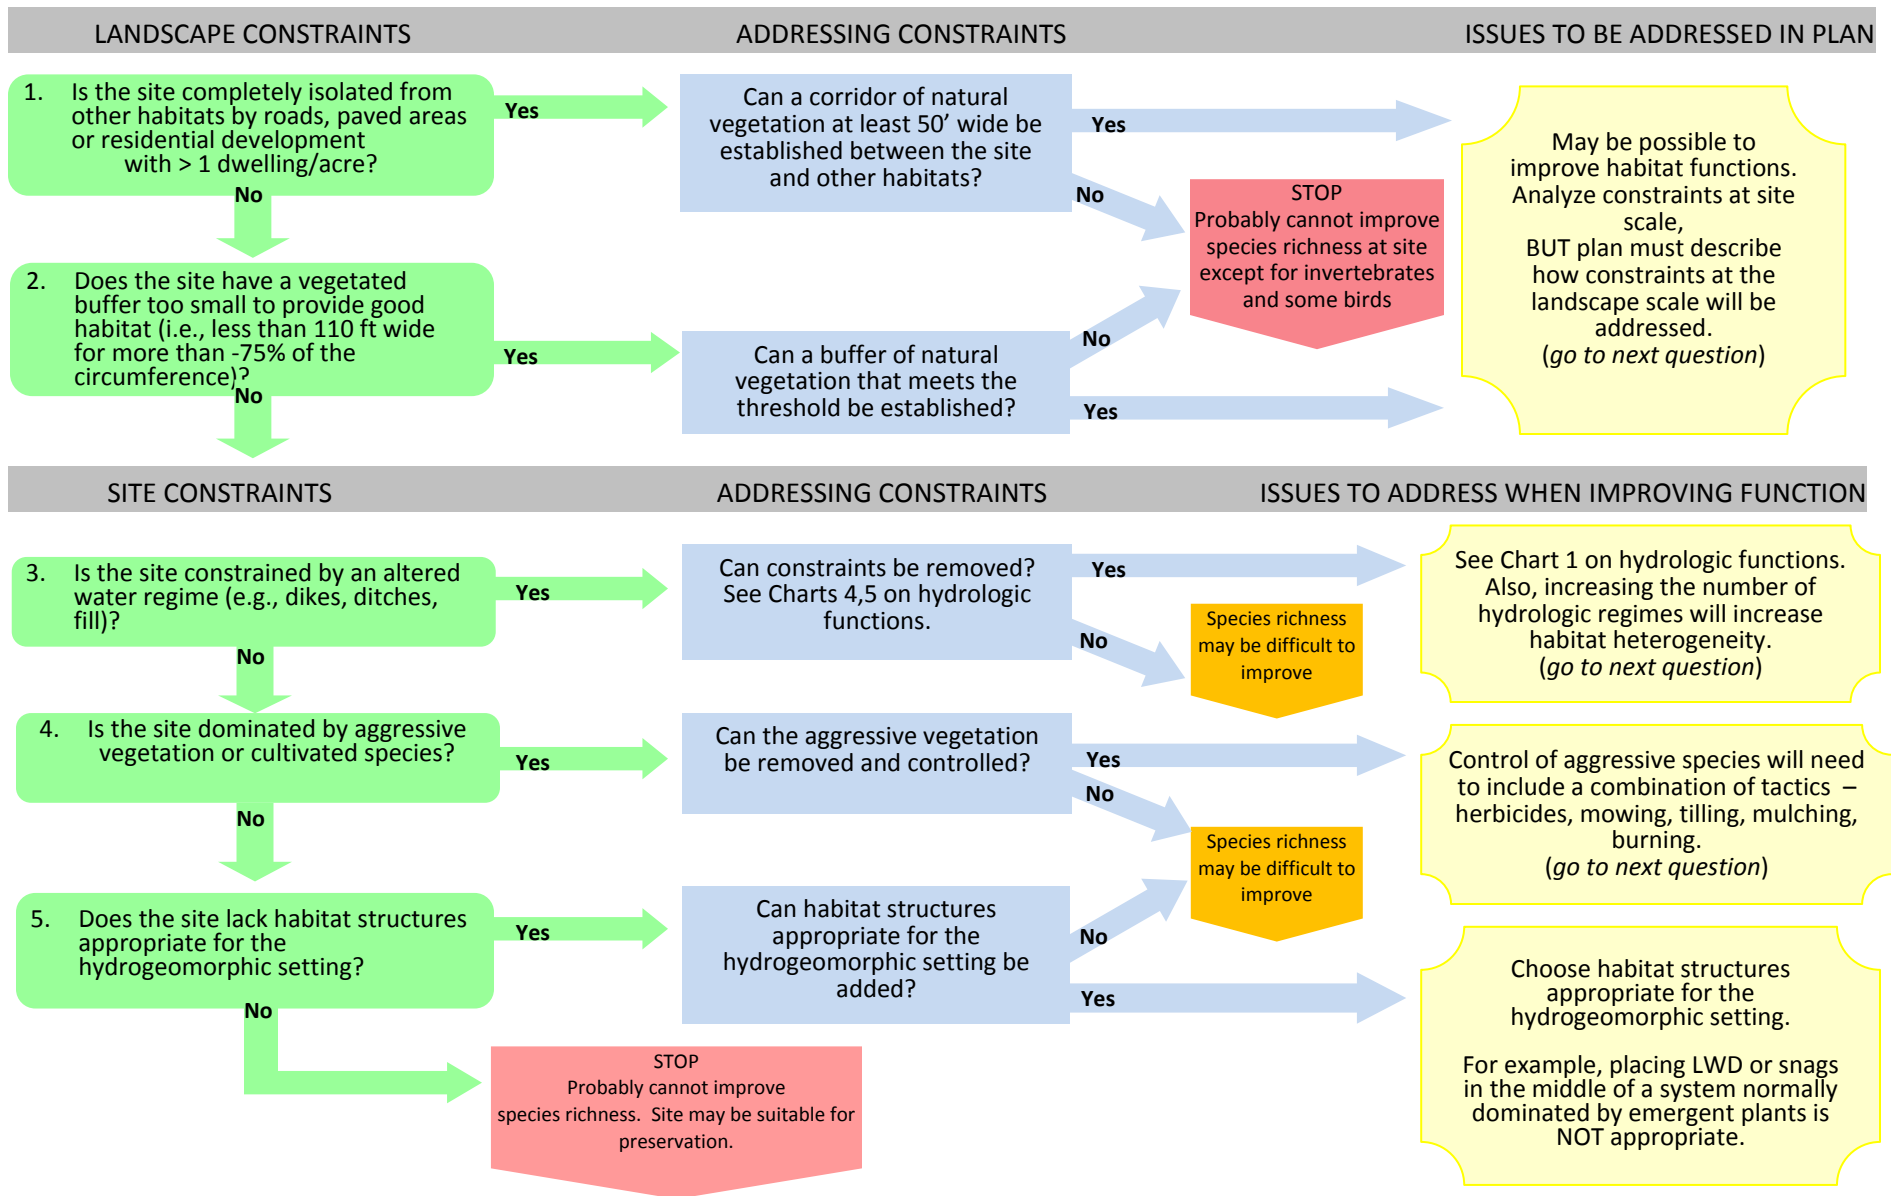 LANDSCAPE CONSTRAINTS
ADDRESSING CONSTRAINTS
ISSUES TO BE ADDRESSED IN PLAN
1. Is the site completely isolated from
other habitats by roads, paved areas
or residential development
with > 1 dwelling/acre?
Yes
No
Can a corridor of natural
vegetation at least 50’ wide be
established between the site
and other habitats?
Yes
No
STOP
Probably cannot improve
species richness at site
except for invertebrates
and some birds
May be possible to
improve habitat functions.
Analyze constraints at site
scale,
BUT plan must describe
how constraints at the
landscape scale will be
addressed.
(go to next question)
2. Does the site have a vegetated
buffer too small to provide good
habitat (i.e., less than 110 ft wide
for more than -75% of the
circumference)?
Yes
No
Can a buffer of natural
vegetation that meets the
threshold be established?
No
Yes
SITE CONSTRAINTS
ADDRESSING CONSTRAINTS
ISSUES TO ADDRESS WHEN IMPROVING FUNCTION
3. Is the site constrained by an altered
water regime (e.g., dikes, ditches,
fill)?
Yes
No
Can constraints be removed?
See Charts 4,5 on hydrologic
functions.
Yes
No
Species richness
may be difficult to
improve
See Chart 1 on hydrologic functions.
Also, increasing the number of
hydrologic regimes will increase
habitat heterogeneity.
(go to next question)
4. Is the site dominated by aggressive
vegetation or cultivated species?
Yes
No
Can the aggressive vegetation
be removed and controlled?
Yes
No
Species richness
may be difficult to
improve
Control of aggressive species will need
to include a combination of tactics –
herbicides, mowing, tilling, mulching,
burning.
(go to next question)
5. Does the site lack habitat structures
appropriate for the
hydrogeomorphic setting?
Yes
No
Can habitat structures
appropriate for the
hydrogeomorphic setting be
added?
No
Yes
Choose habitat structures
appropriate for the
hydrogeomorphic setting.
For example, placing LWD or snags
in the middle of a system normally
dominated by emergent plants is
NOT appropriate.
STOP
Probably cannot improve
species richness. Site may be suitable for
preservation.